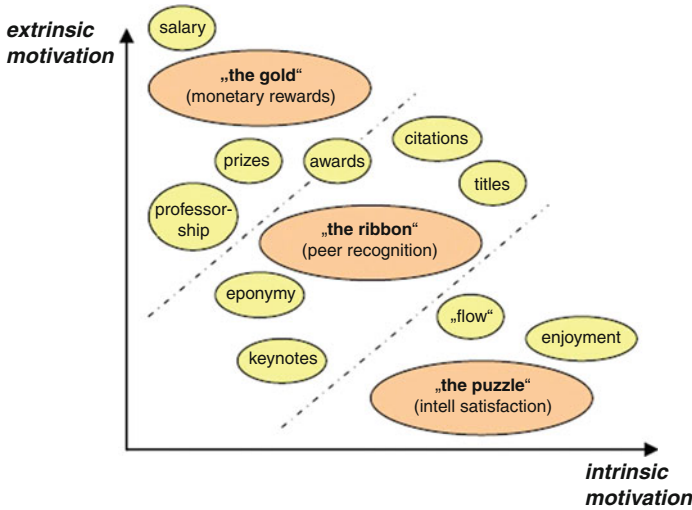 extrinsic
motivation
salary
„the gold“
(monetary rewards)
prizes
awards
citations
titles
professor-
ship
„the ribbon“
(peer recognition)
eponymy
„flow“
enjoyment
keynotes
„the puzzle“
(intell satisfaction)
intrinsic
motivation